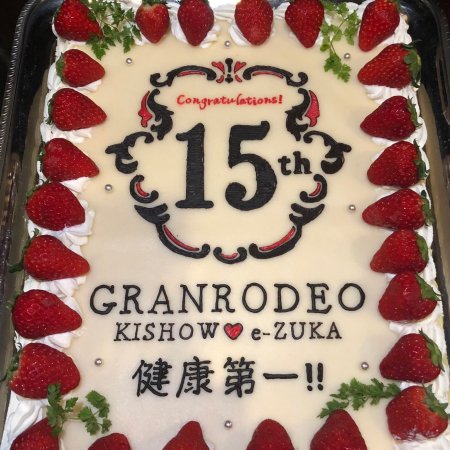 Congratulations!
15th
GRANRODEO
KISHOW♥e-ZUKA
健康第一!!